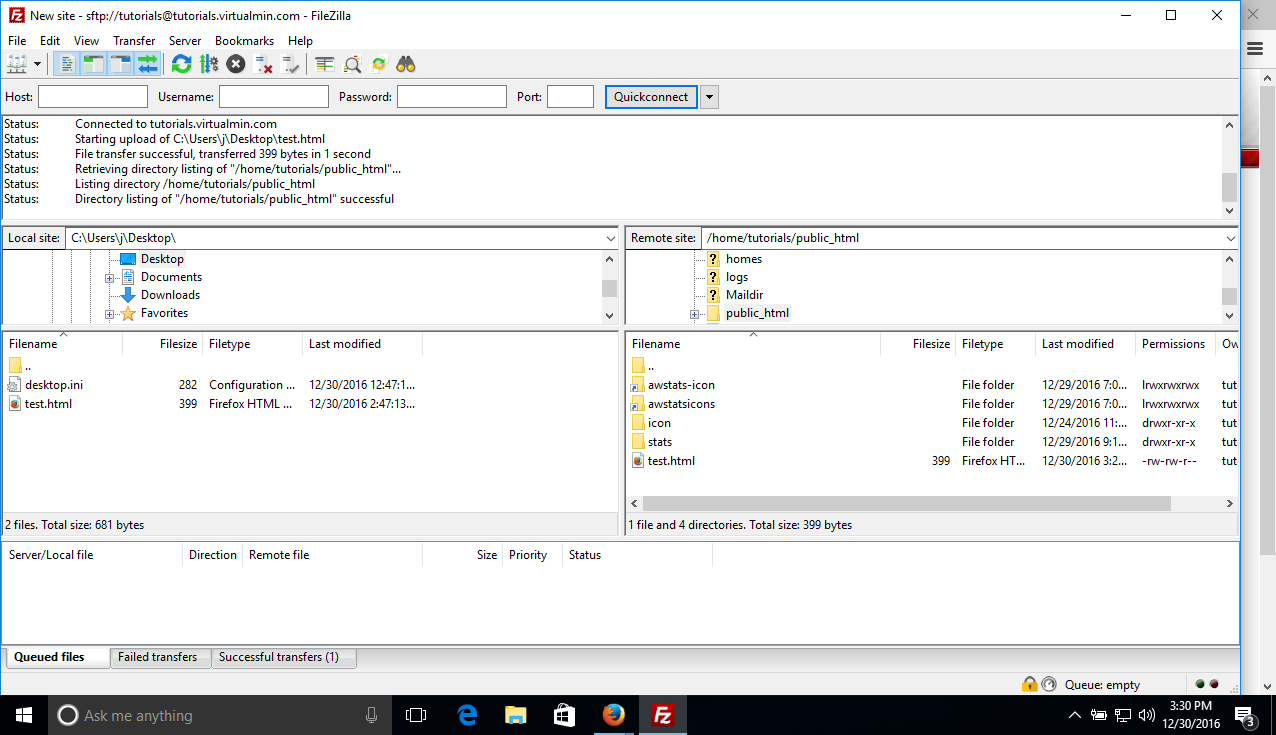 New site - sftp://tutorials@tutorials.virtualmin.com - FileZilla
File Edit View Transfer Server Bookmarks Help
Host: Username: Password: Port: Quickconnect
Status: Connected to tutorials.virtualmin.com
Status: Starting upload of C:\Users\j\Desktop\test.html
Status: File transfer successful, transferred 399 bytes in 1 second
Status: Retrieving directory listing of "/home/tutorials/public_html"...
Status: Listing directory /home/tutorials/public_html
Status: Directory listing of "/home/tutorials/public_html" successful
Local site: C:\Users\j\Desktop\
Desktop
Documents
Downloads
Favorites
Filename Filesize Filetype Last modified
..
desktop.ini 282 Configuration ... 12/30/2016 12:47:1...
test.html 399 Firefox HTML ... 12/30/2016 2:47:13...
2 files. Total size: 681 bytes
Remote site: /home/tutorials/public_html
? homes
? logs
? Maildir
public_html
Filename Filesize Filetype Last modified Permissions Ow
..
awstats-icon File folder 12/29/2016 7:0... lrwxrwxrwx tut
awstatsicons File folder 12/29/2016 7:0... lrwxrwxrwx tut
icon File folder 12/24/2016 11:... drwxr-xr-x tut
stats File folder 12/29/2016 9:1... drwxr-xr-x tut
test.html 399 Firefox HT... 12/30/2016 3:2... -rw-rw-r-- tut
1 file and 4 directories. Total size: 399 bytes
Server/Local file Direction Remote file Size Priority Status
Queued files Failed transfers Successful transfers (1)
Queue: empty
Ask me anything
3:30 PM
12/30/2016
3